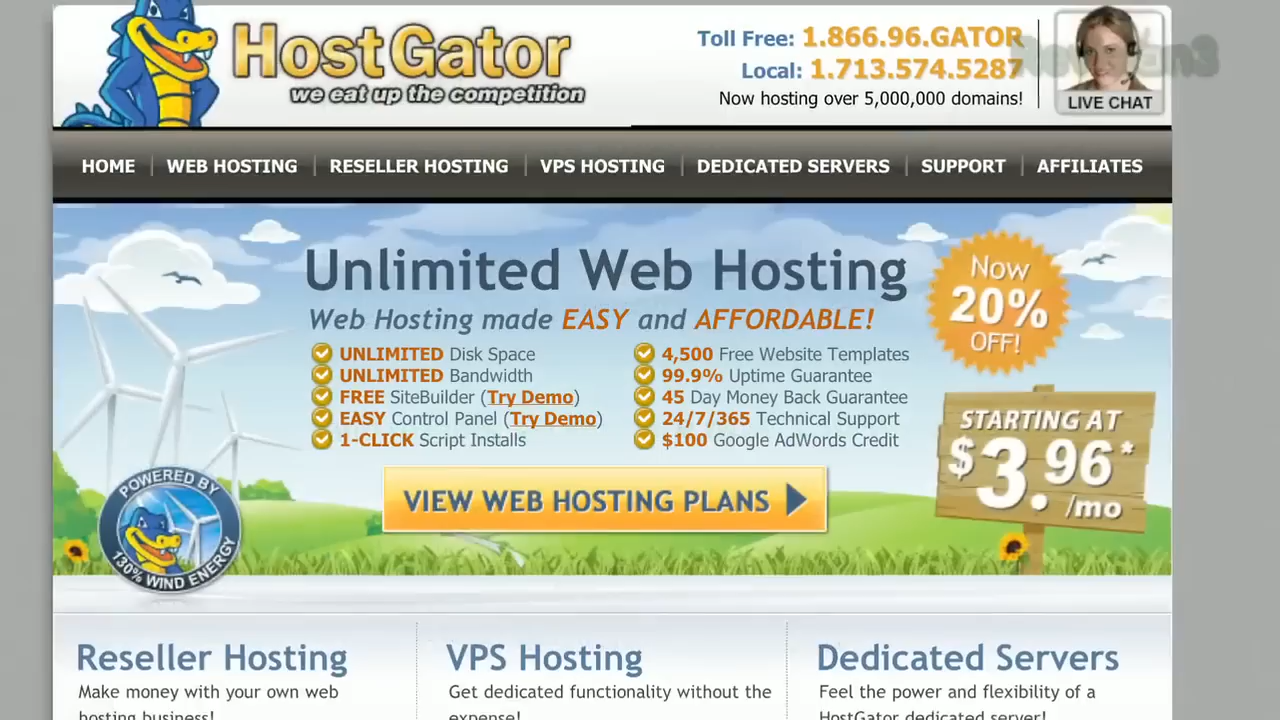 HostGator
we eat up the competition
Toll Free: 1.866.96.GATOR
Local: 1.713.574.5287
Now hosting over 5,000,000 domains!
LIVE CHAT
HOME
WEB HOSTING
RESELLER HOSTING
VPS HOSTING
DEDICATED SERVERS
SUPPORT
AFFILIATES
Unlimited Web Hosting
Web Hosting made EASY and AFFORDABLE!
UNLIMITED Disk Space
UNLIMITED Bandwidth
FREE SiteBuilder (Try Demo)
EASY Control Panel (Try Demo)
1-CLICK Script Installs
4,500 Free Website Templates
99.9% Uptime Guarantee
45 Day Money Back Guarantee
24/7/365 Technical Support
$100 Google AdWords Credit
Now
20%
OFF!
STARTING AT
$3.96*
/mo
VIEW WEB HOSTING PLANS
POWERED BY
130% WIND ENERGY
Reseller Hosting
Make money with your own web
hosting business!
VPS Hosting
Get dedicated functionality without the
expense!
Dedicated Servers
Feel the power and flexibility of a
HostGator dedicated server!